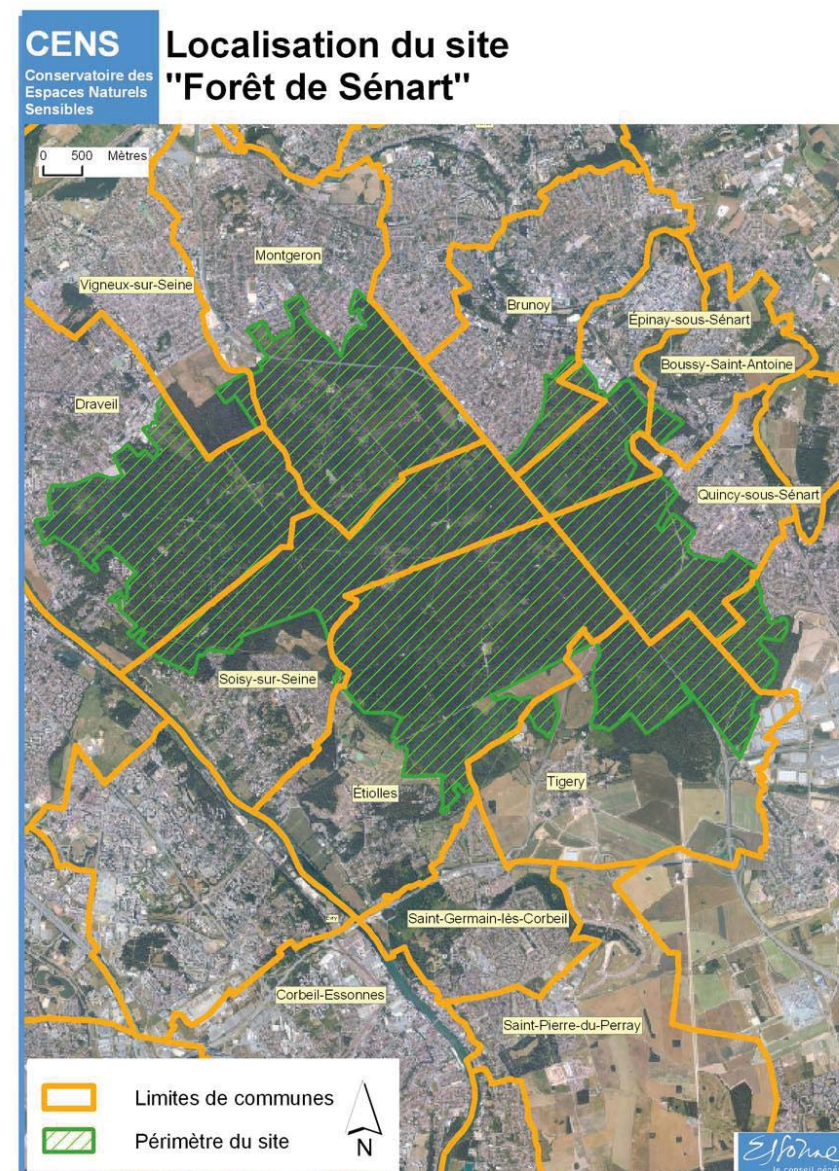 CENS
Conservatoire des
Espaces Naturels
Sensibles
Localisation du site
"Forêt de Sénart"
0 500 Mètres
Montgeron
Vigneux-sur-Seine
Brunoy
Épinay-sous-Sénart
Boussy-Saint-Antoine
Draveil
Quincy-sous-Sénart
Soisy-sur-Seine
Tigery
Étiolles
Saint-Germain-lès-Corbeil
Corbeil-Essonnes
Saint-Pierre-du-Perray
Limites de communes
Périmètre du site
N
Essonne